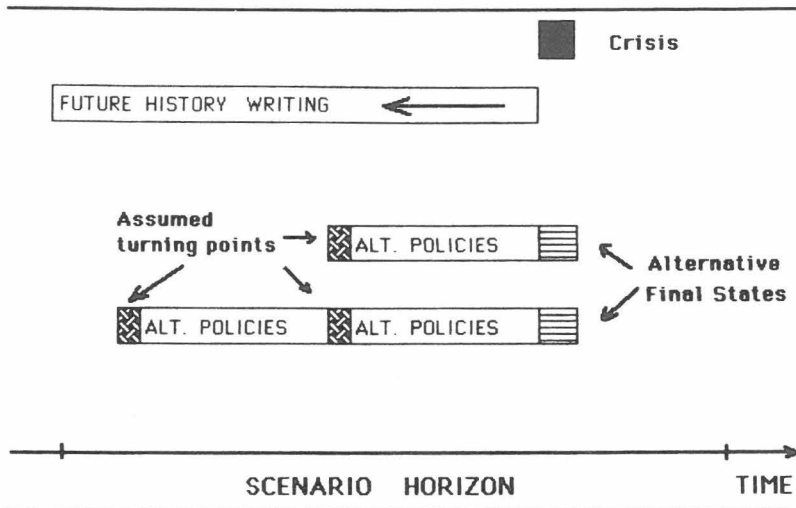 Crisis
FUTURE HISTORY WRITING
Assumed
turning points
ALT. POLICIES
Alternative
Final States
ALT. POLICIES ALT. POLICIES
SCENARIO HORIZON TIME